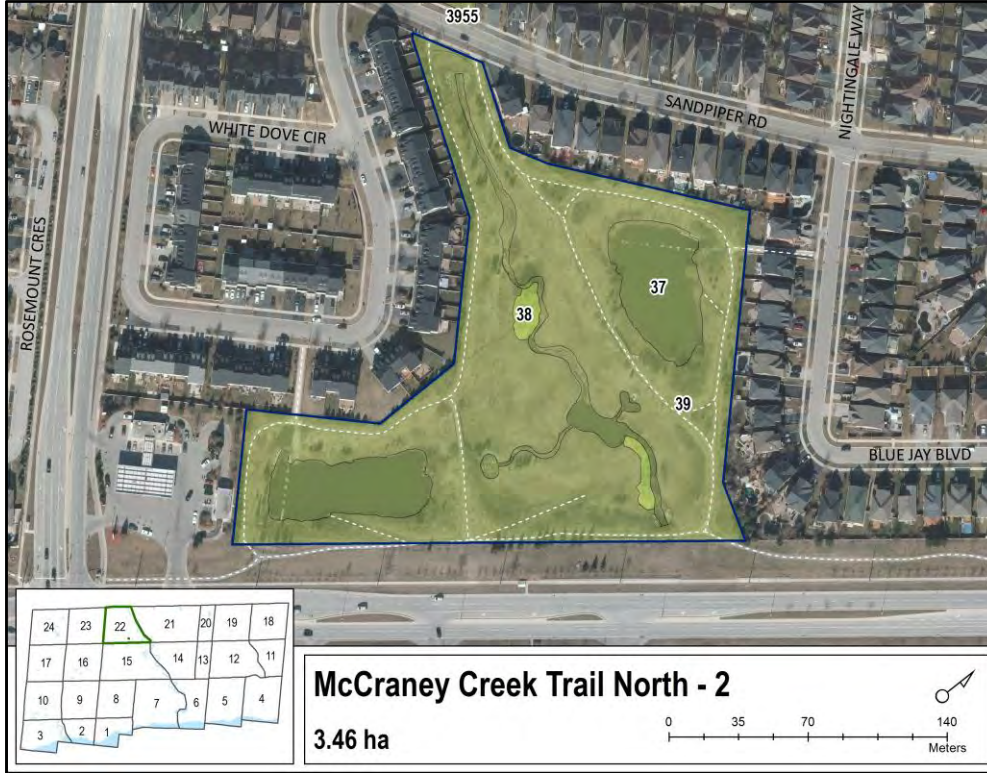 3955
SANDPIPER RD
NIGHTINGALE WAY
WHITE DOVE CIR
ROSEMOUNT CRES
37
38
39
BLUE JAY BLVD
24 23 22 21 20 19 18
17 16 15 14 13 12 11
10 9 8 7 6 5 4
3 2 1
McCraney Creek Trail North - 2
3.46 ha
0 35 70 140
Meters